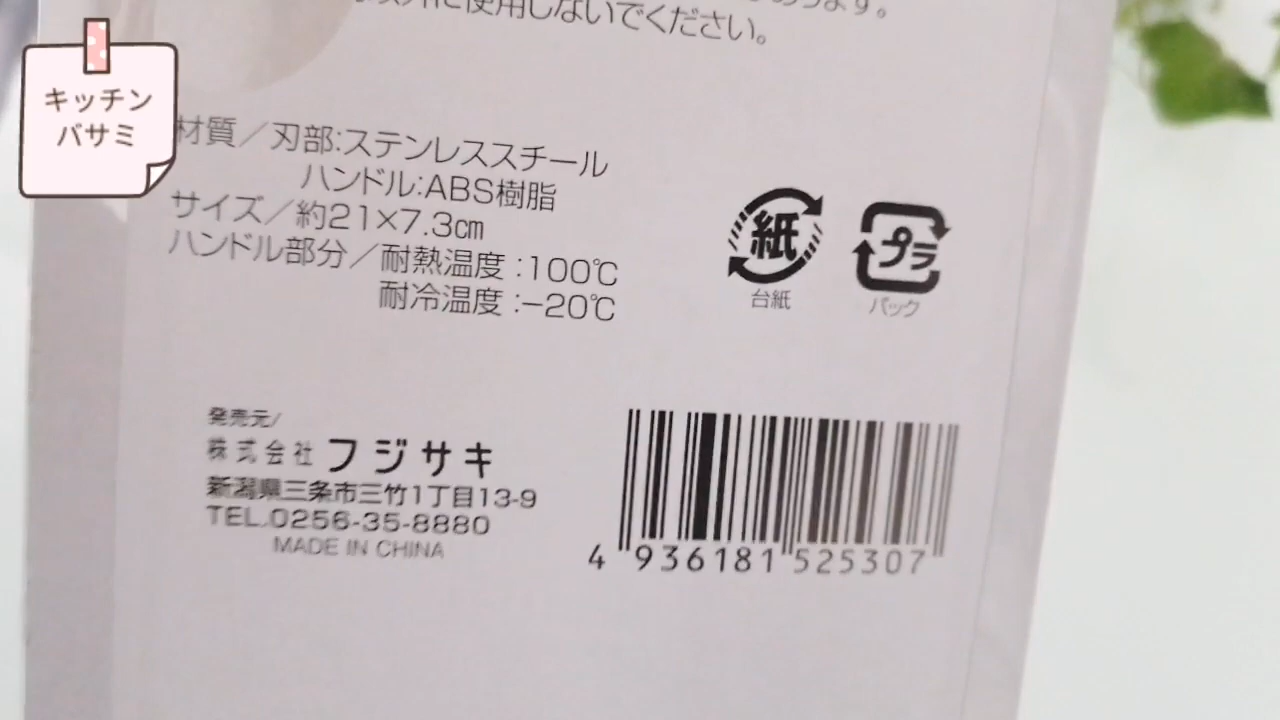 使用しないでください。
キッチン
バサミ
材質／刃部:ステンレススチール
ハンドル:ABS樹脂
サイズ／約21×7.3cm
ハンドル部分／耐熱温度:100℃
耐冷温度:−20℃
紙
台紙
プラ
パック
発売元/
株式会社フジサキ
新潟県三条市三竹1丁目13-9
TEL.0256-35-8880
MADE IN CHINA
4 936181 525307